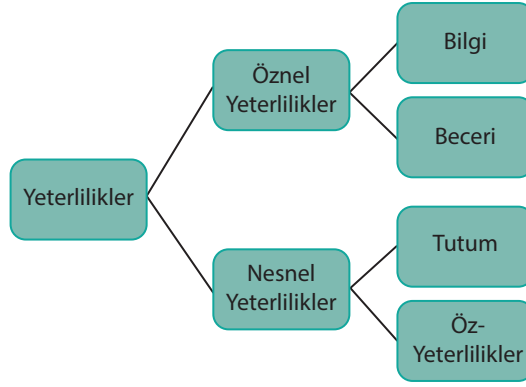 Yeterlilikler
Öznel
Yeterlilikler
Bilgi
Beceri
Nesnel
Yeterlilikler
Tutum
Öz-
Yeterlilikler